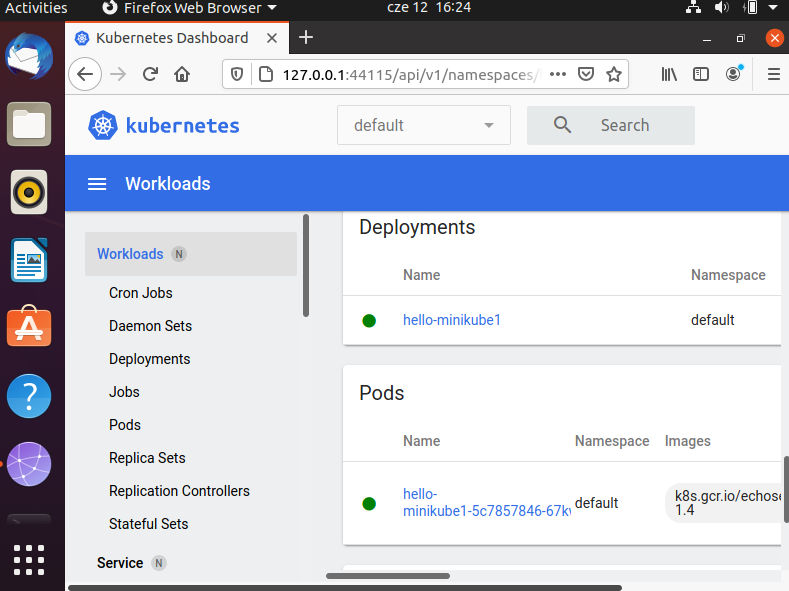 Activities
Firefox Web Browser
cze 12 16:24
Kubernetes Dashboard
127.0.0.1:44115/api/v1/namespaces/
kubernetes
default
Search
Workloads
Workloads N
Cron Jobs
Daemon Sets
Deployments
Jobs
Pods
Replica Sets
Replication Controllers
Stateful Sets
Service N
Deployments
Name Namespace
hello-minikube1 default
Pods
Name Namespace Images
hello-
minikube1-5c7857846-67kv
default
k8s.gcr.io/echose
1.4